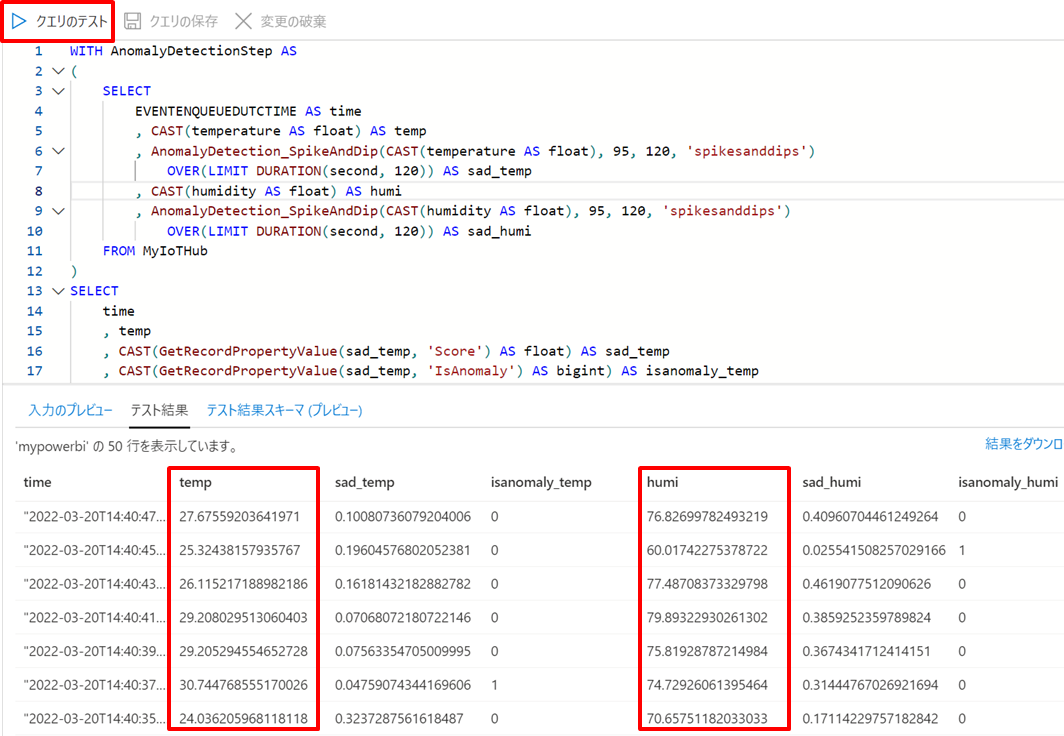 クエリのテスト クエリの保存 変更の破棄
1 WITH AnomalyDetectionStep AS
2 (
3 SELECT
4 EVENTENQUEUEDUTCTIME AS time
5 , CAST(temperature AS float) AS temp
6 , AnomalyDetection_SpikeAndDip(CAST(temperature AS float), 95, 120, 'spikesanddips')
7 OVER(LIMIT DURATION(second, 120)) AS sad_temp
8 , CAST(humidity AS float) AS humi
9 , AnomalyDetection_SpikeAndDip(CAST(humidity AS float), 95, 120, 'spikesanddips')
10 OVER(LIMIT DURATION(second, 120)) AS sad_humi
11 FROM MyIoTHub
12 )
13 SELECT
14 time
15 , temp
16 , CAST(GetRecordPropertyValue(sad_temp, 'Score') AS float) AS sad_temp
17 , CAST(GetRecordPropertyValue(sad_temp, 'IsAnomaly') AS bigint) AS isanomaly_temp
入力のプレビュー テスト結果 テスト結果スキーマ (プレビュー)
'mypowerbi' の 50 行を表示しています。 結果をダウンロ
time temp sad_temp isanomaly_temp humi sad_humi isanomaly_humi
"2022-03-20T14:40:47... 27.67559203641971 0.10080736079204006 0 76.82699782493219 0.40960704461249264 0
"2022-03-20T14:40:45... 25.32438157935767 0.19604576802052381 0 60.01742275378722 0.025541508257029166 1
"2022-03-20T14:40:43... 26.115217188982186 0.16181432182882782 0 77.48708373329798 0.4619077512090626 0
"2022-03-20T14:40:41... 29.208029513060403 0.07068072180722146 0 79.89322930261302 0.3859252359789824 0
"2022-03-20T14:40:39... 29.205294554652728 0.07563354705009995 0 75.81928787214984 0.3674341712414151 0
"2022-03-20T14:40:37... 30.744768555170026 0.04759074344169606 1 74.72926061395464 0.31444767026921694 0
"2022-03-20T14:40:35... 24.036205968118118 0.3237287561618487 0 70.65751182033033 0.17114229757182842 0